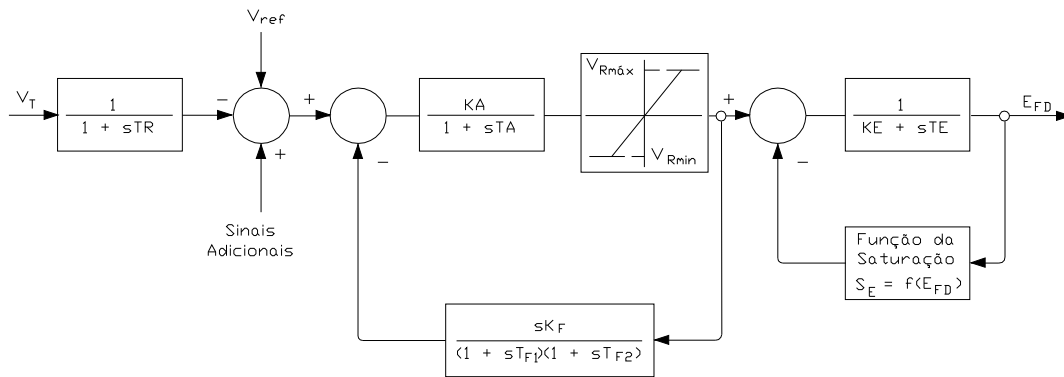 V_ref
V_T
1
1 + sTR
−
+
Sinais
Adicionais
+
−
KA
1 + sTA
V_Rmáx
V_Rmin
+
−
1
KE + sTE
E_FD
Função da
Saturação
S_E = f(E_FD)
sK_F
(1 + sT_F1)(1 + sT_F2)